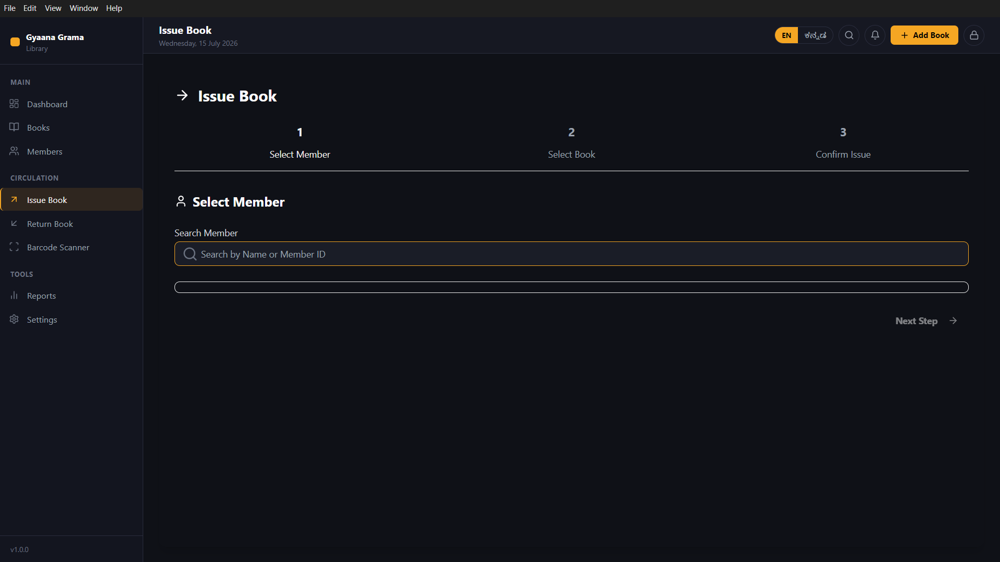 File Edit View Window Help
Gyaana Grama
Library
MAIN
Dashboard
Books
Members
CIRCULATION
Issue Book
Return Book
Barcode Scanner
TOOLS
Reports
Settings
v1.0.0
Issue Book
Wednesday, 15 July 2026
EN ಕನ್ನಡ
Add Book
Issue Book
1 2 3
Select Member Select Book Confirm Issue
Select Member
Search Member
Search by Name or Member ID
Next Step